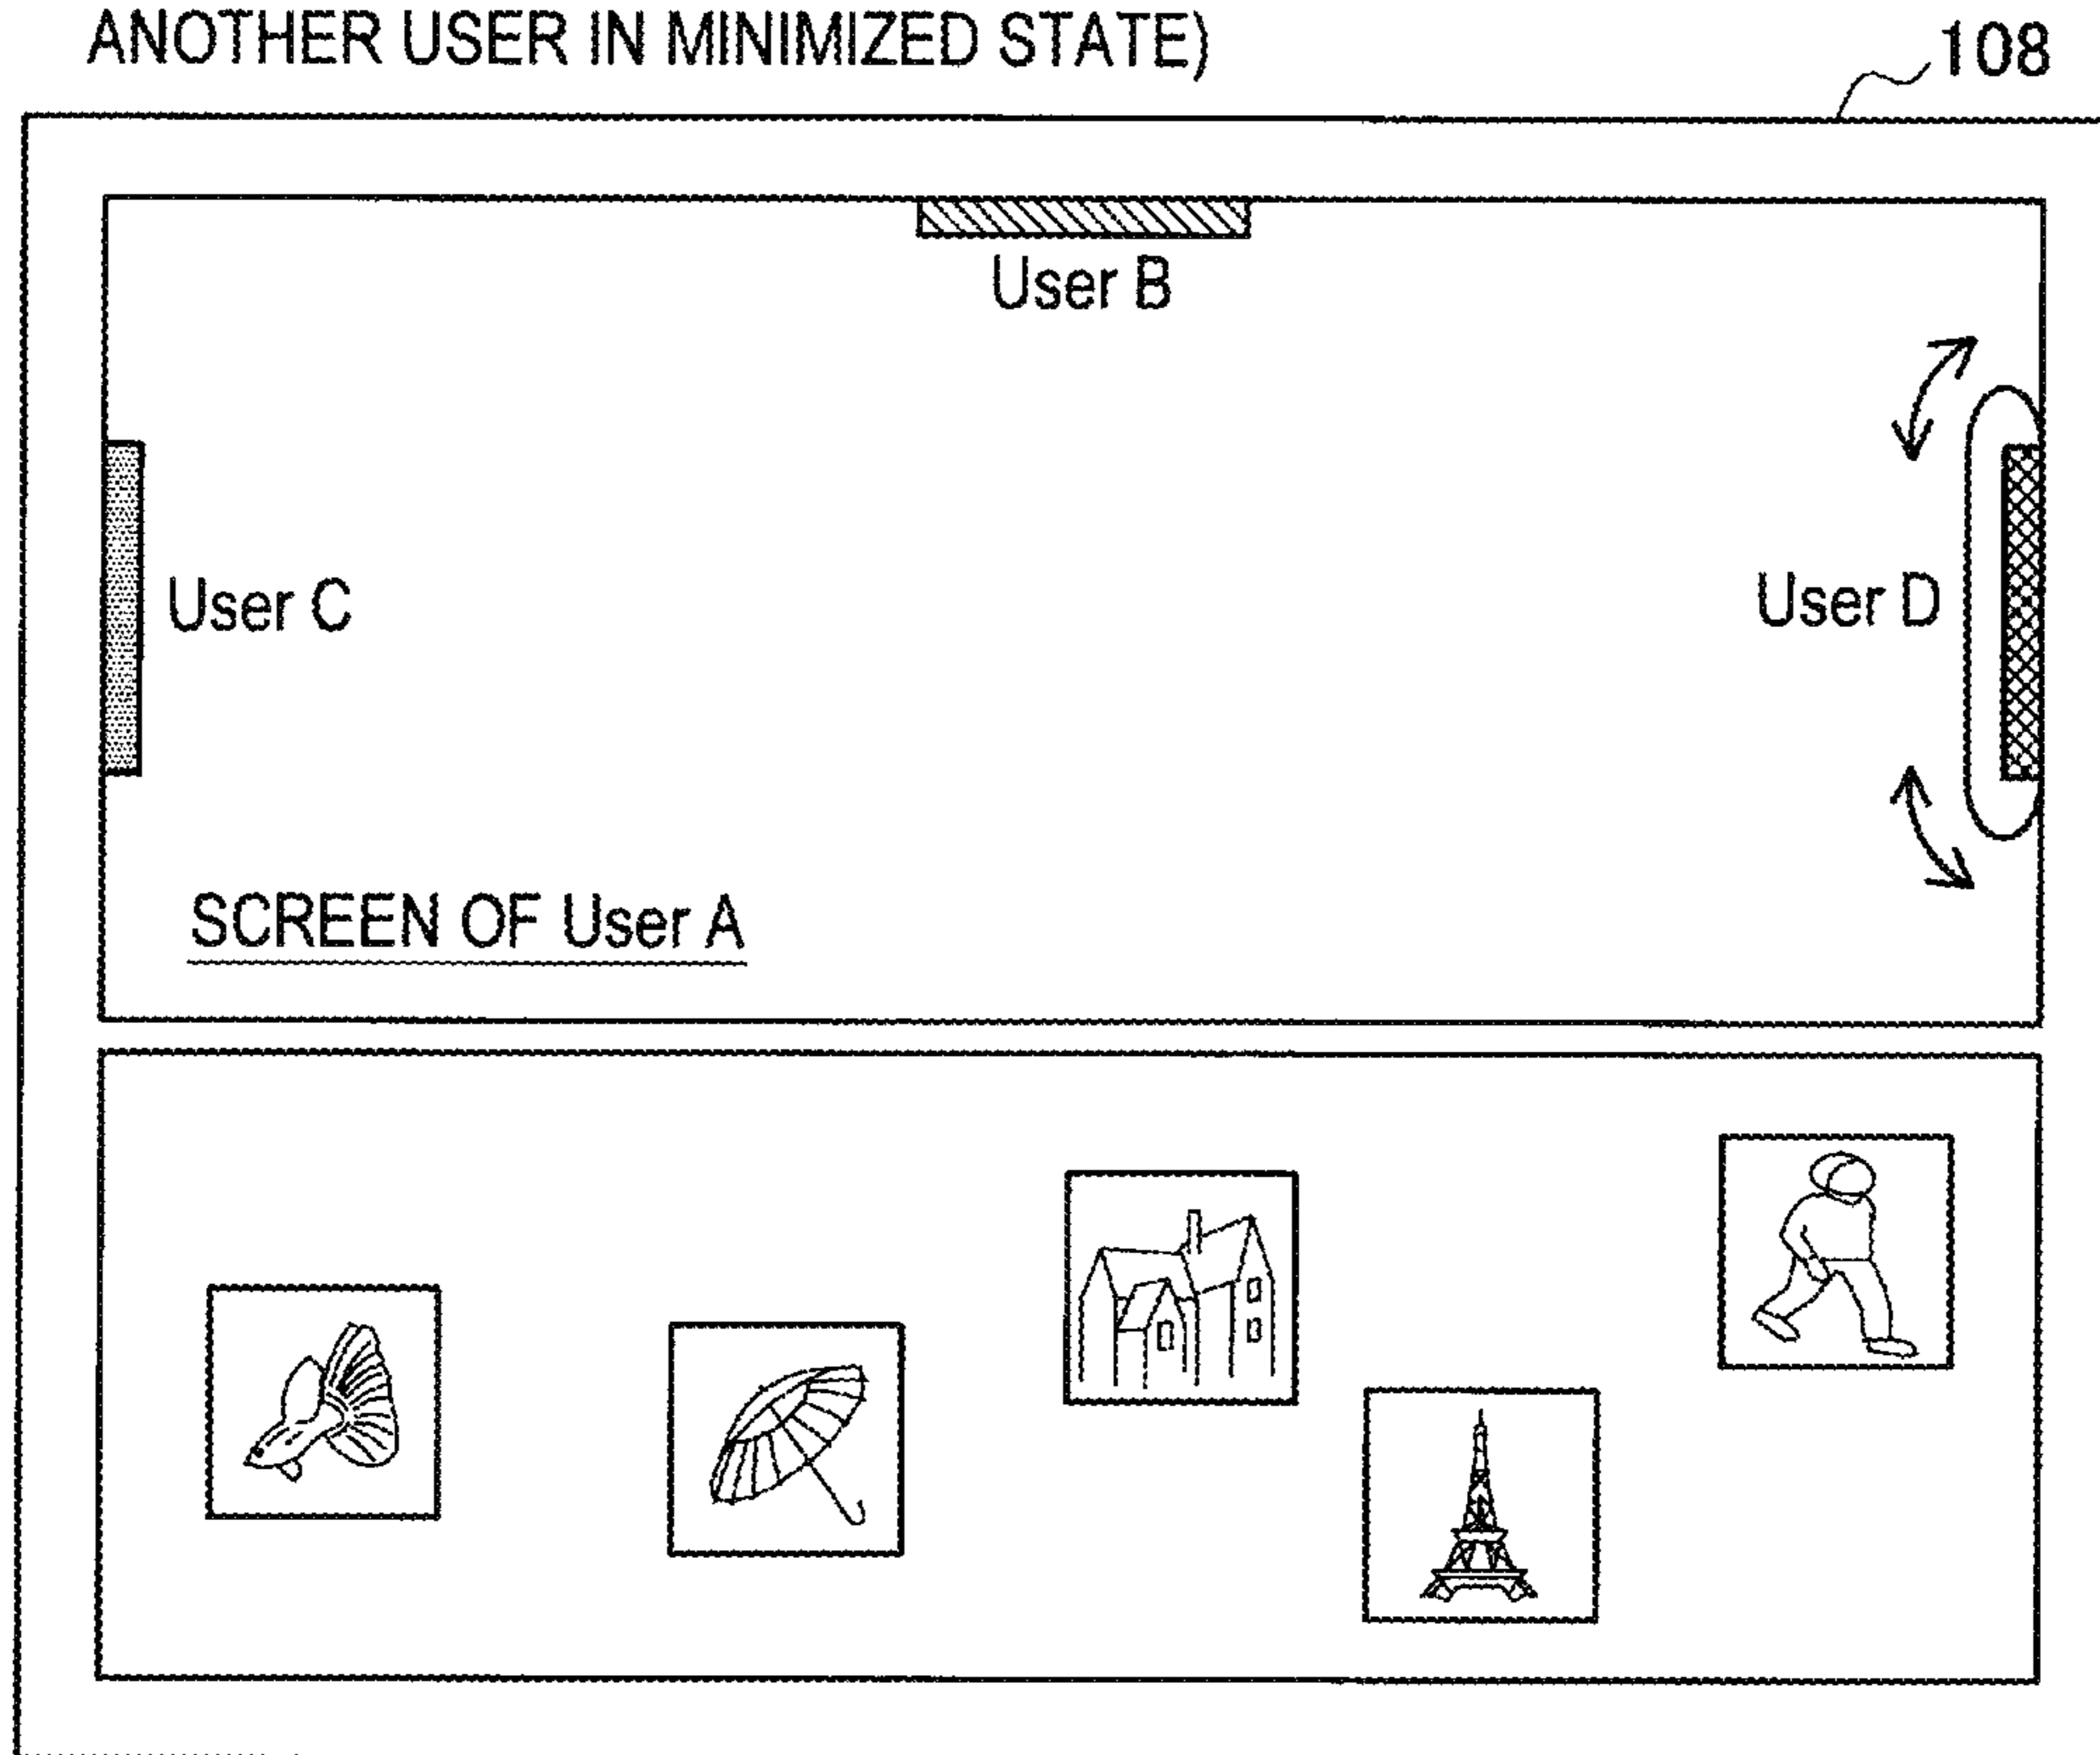 ANOTHER USER IN MINIMIZED STATE)
108
User B
User C
User D
SCREEN OF User A